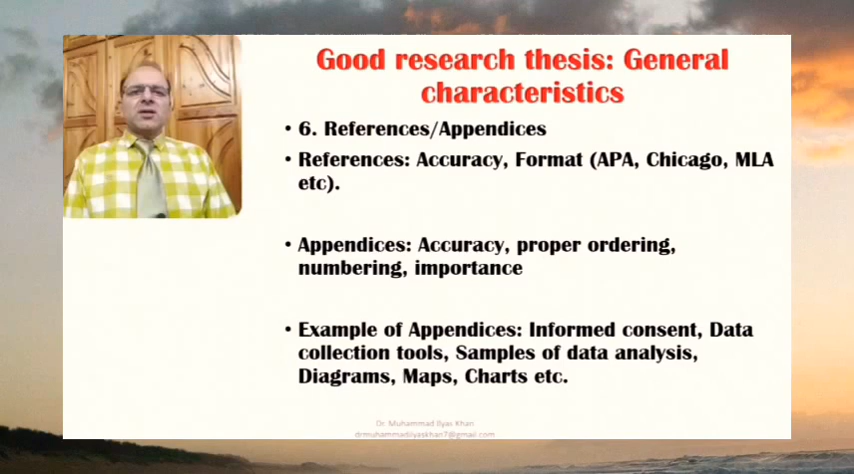 Good research thesis: General
characteristics
• 6. References/Appendices
• References: Accuracy, Format (APA, Chicago, MLA
etc).
• Appendices: Accuracy, proper ordering,
numbering, importance
• Example of Appendices: Informed consent, Data
collection tools, Samples of data analysis,
Diagrams, Maps, Charts etc.
Dr. Muhammad Ilyas Khan
drmuhammadilyaskhan7@gmail.com